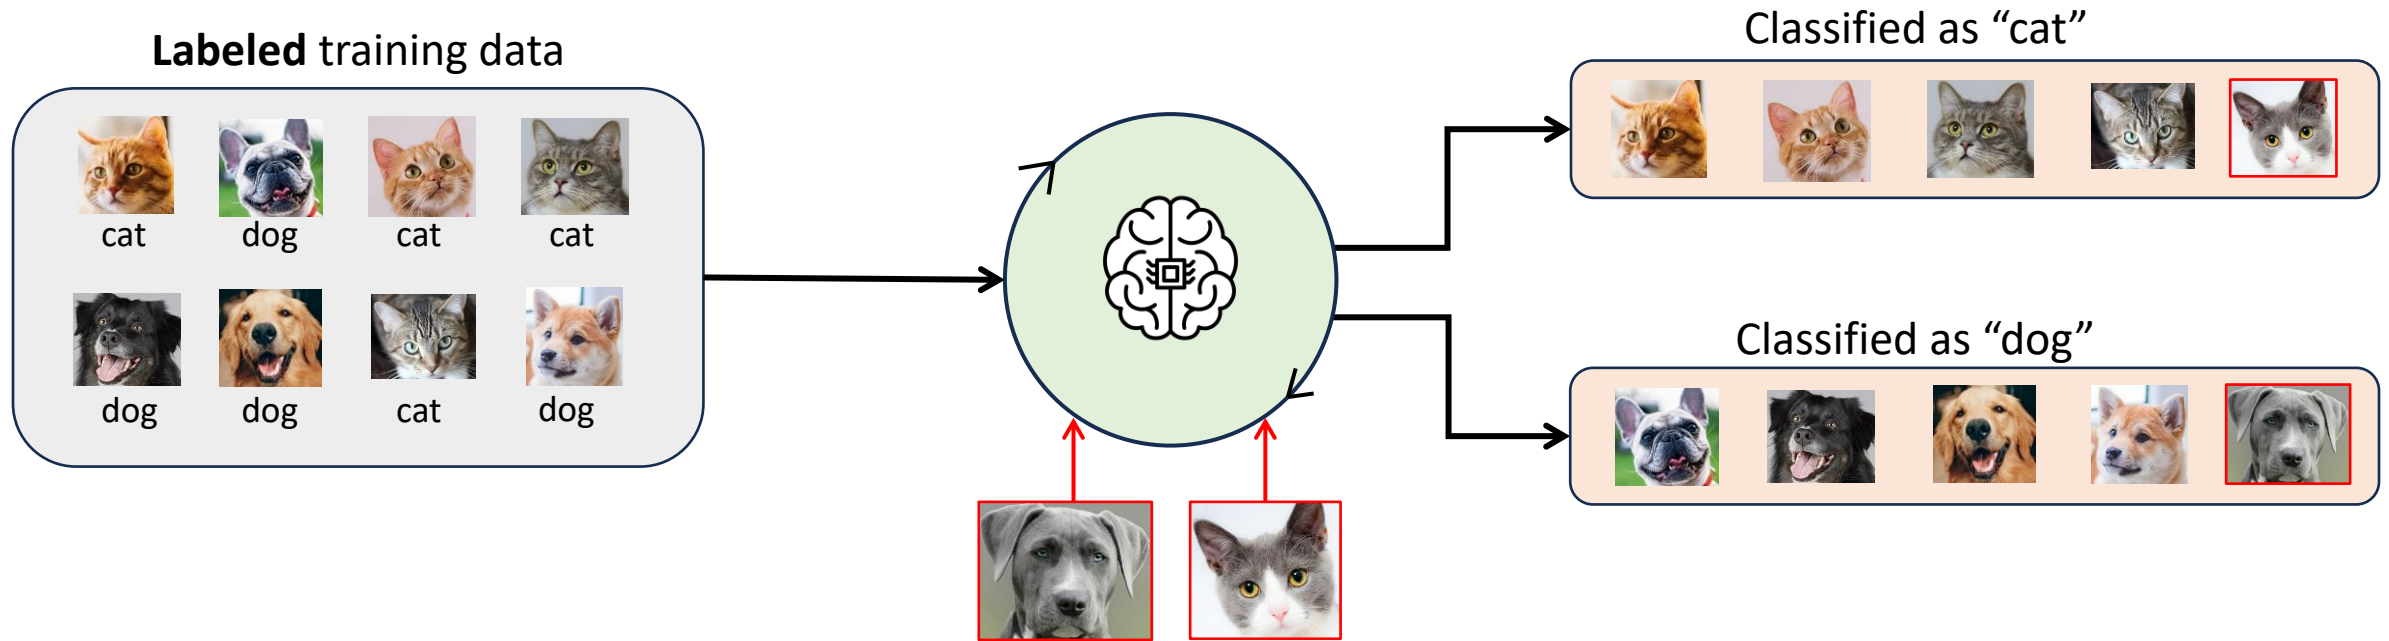 Labeled training data
cat
dog
cat
cat
dog
dog
cat
dog
Classified as “cat”
Classified as “dog”